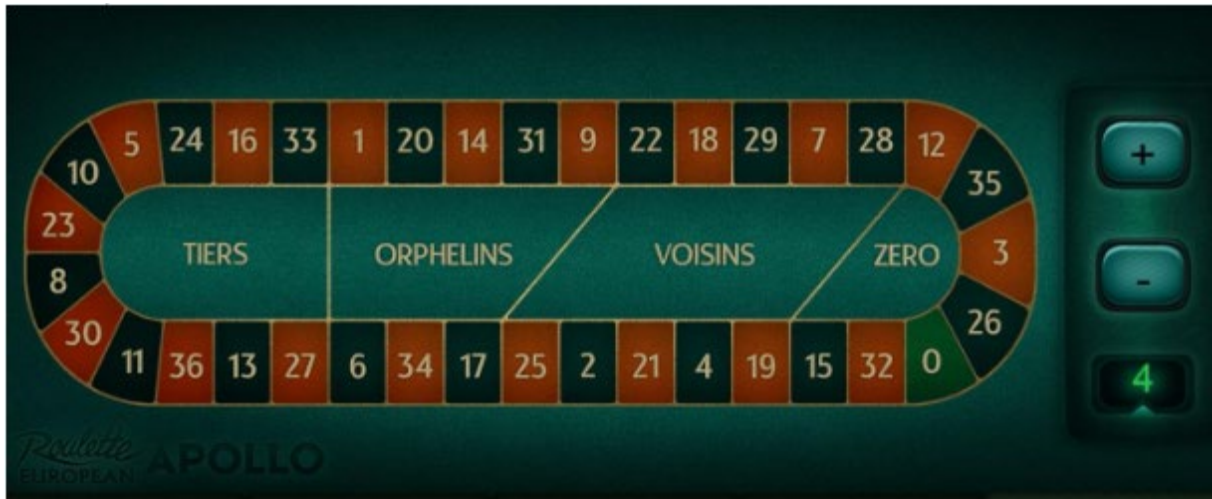 5 24 16 33 1 20 14 31 9 22 18 29 7 28 12
10 35
23 3
8 26
30 0
11 36 13 27 6 34 17 25 2 21 4 19 15 32
TIERS ORPHELINS VOISINS ZERO
+
-
4
Roulette
EUROPEAN APOLLO